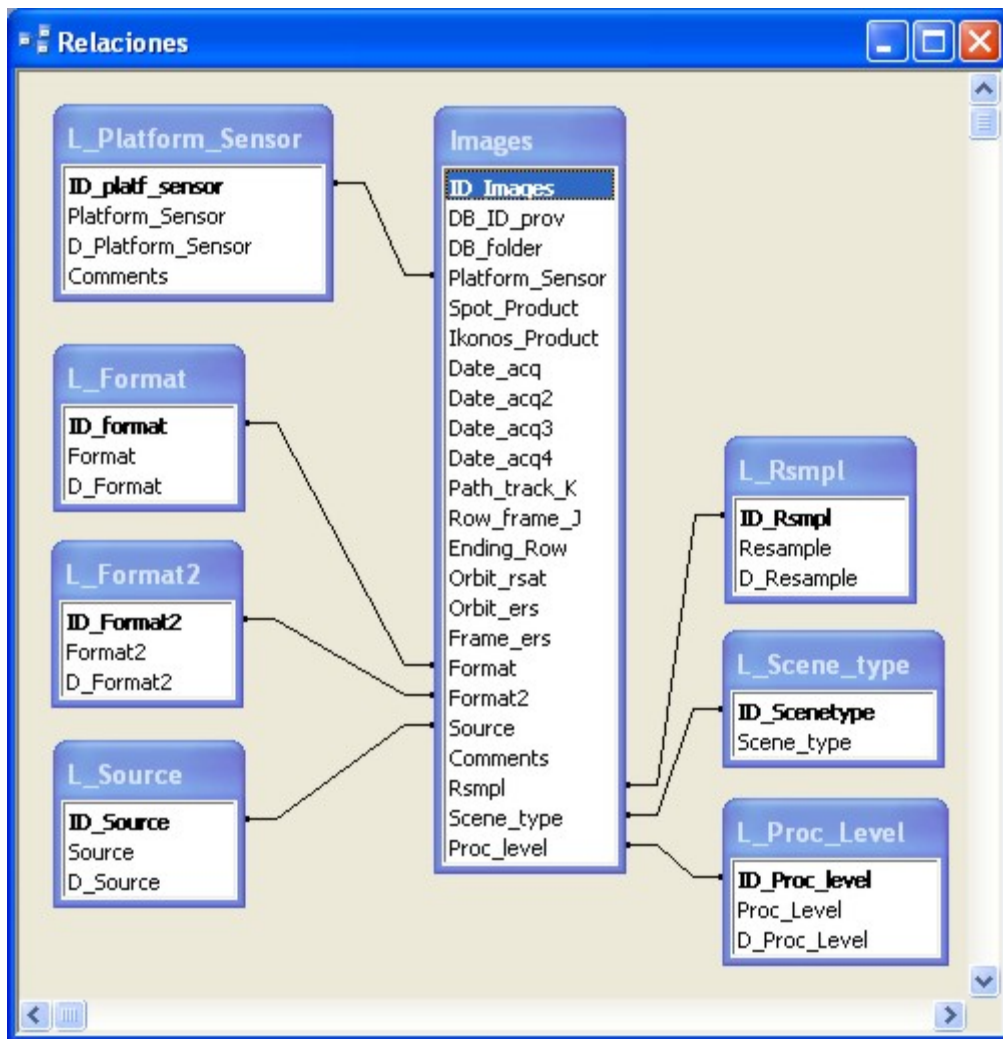 Relaciones
L_Platform_Sensor
ID_platf_sensor
Platform_Sensor
D_Platform_Sensor
Comments
L_Format
ID_format
Format
D_Format
L_Format2
ID_Format2
Format2
D_Format2
L_Source
ID_Source
Source
D_Source
Images
ID_Images
DB_ID_prov
DB_folder
Platform_Sensor
Spot_Product
Ikonos_Product
Date_acq
Date_acq2
Date_acq3
Date_acq4
Path_track_K
Row_frame_J
Ending_Row
Orbit_rsat
Orbit_ers
Frame_ers
Format
Format2
Source
Comments
Rsmpl
Scene_type
Proc_level
L_Rsmpl
ID_Rsmpl
Resample
D_Resample
L_Scene_type
ID_Scenetype
Scene_type
L_Proc_Level
ID_Proc_level
Proc_Level
D_Proc_Level